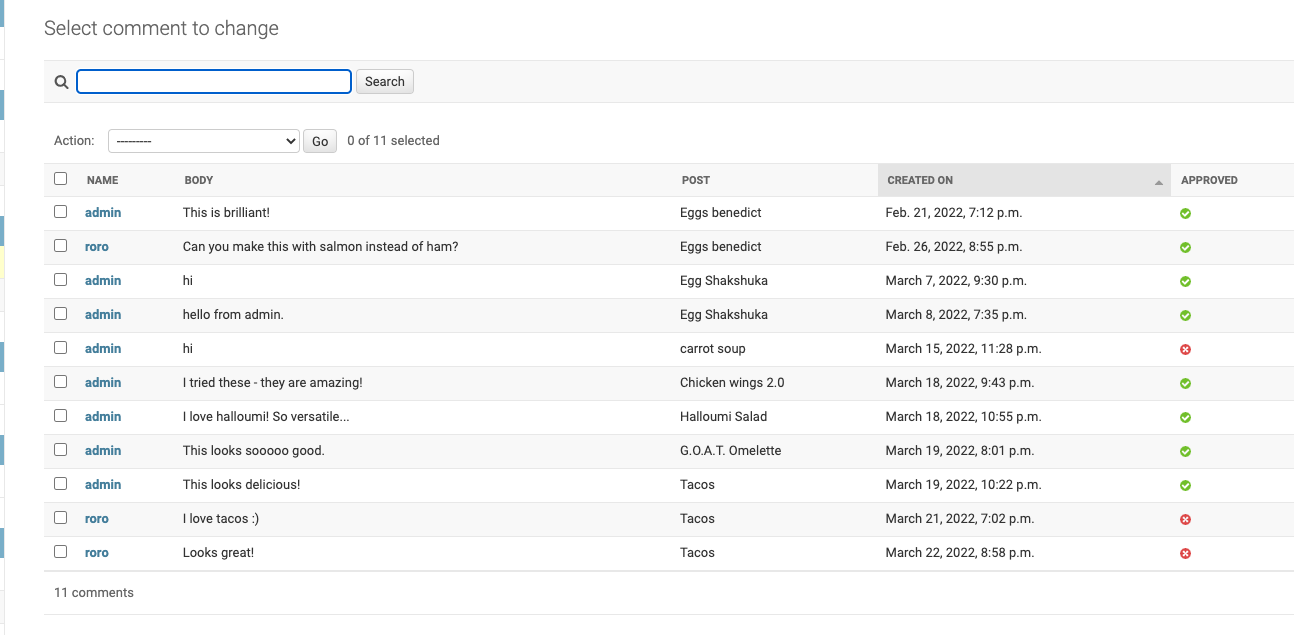 Select comment to change
Search
Action: --------- Go 0 of 11 selected
NAME BODY POST CREATED ON APPROVED
admin This is brilliant! Eggs benedict Feb. 21, 2022, 7:12 p.m.
roro Can you make this with salmon instead of ham? Eggs benedict Feb. 26, 2022, 8:55 p.m.
admin hi Egg Shakshuka March 7, 2022, 9:30 p.m.
admin hello from admin. Egg Shakshuka March 8, 2022, 7:35 p.m.
admin hi carrot soup March 15, 2022, 11:28 p.m.
admin I tried these - they are amazing! Chicken wings 2.0 March 18, 2022, 9:43 p.m.
admin I love halloumi! So versatile... Halloumi Salad March 18, 2022, 10:55 p.m.
admin This looks sooooo good. G.O.A.T. Omelette March 19, 2022, 8:01 p.m.
admin This looks delicious! Tacos March 19, 2022, 10:22 p.m.
roro I love tacos :) Tacos March 21, 2022, 7:02 p.m.
roro Looks great! Tacos March 22, 2022, 8:58 p.m.
11 comments